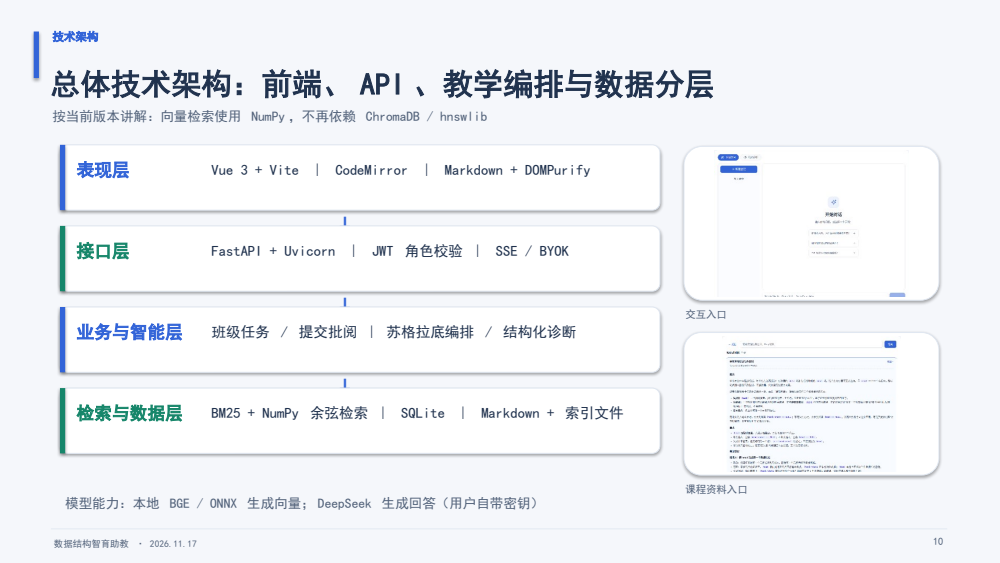 技术架构
总体技术架构：前端、 API 、教学编排与数据分层
按当前版本讲解：向量检索使用 NumPy，不再依赖 ChromaDB / hnswlib
表现层
Vue 3 + Vite | CodeMirror | Markdown + DOMPurify
接口层
FastAPI + Uvicorn | JWT 角色校验 | SSE / BYOK
业务与智能层
班级任务 / 提交批阅 | 苏格拉底编排 / 结构化诊断
检索与数据层
BM25 + NumPy 余弦检索 | SQLite | Markdown + 索引文件
模型能力：本地 BGE / ONNX 生成向量；DeepSeek 生成回答（用户自带密钥）
开始对话
交互入口
课程资料入口
数据结构智育助教 · 2026.11.17
10